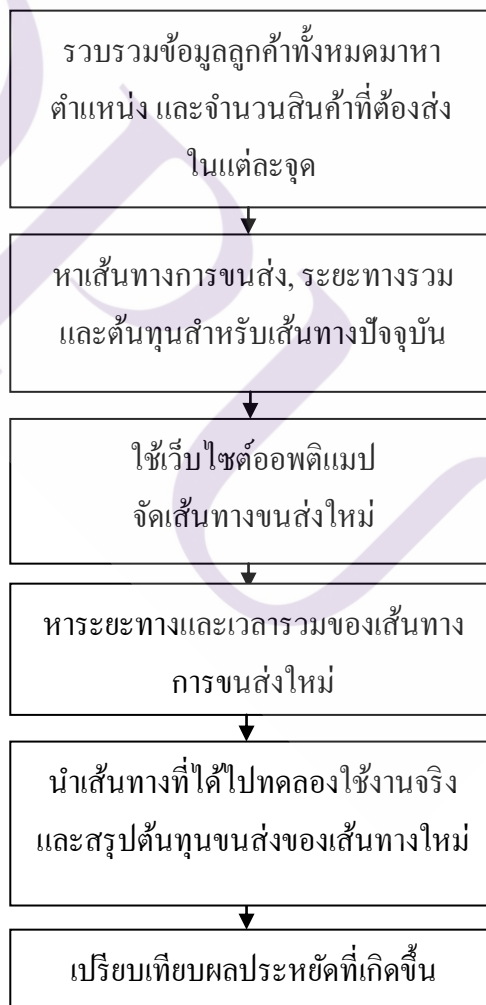 รวบรวมข้อมูลลูกค้าทั้งหมดมาหา
ตำแหน่ง และจำนวนสินค้าที่ต้องส่ง
ในแต่ละจุด
หาเส้นทางการขนส่ง, ระยะทางรวม
และต้นทุนสำหรับเส้นทางปัจจุบัน
ใช้เว็บไซต์ออพติแมป
จัดเส้นทางขนส่งใหม่
หาระยะทางและเวลารวมของเส้นทาง
การขนส่งใหม่
นำเส้นทางที่ได้ไปทดลองใช้งานจริง
และสรุปต้นทุนขนส่งของเส้นทางใหม่
เปรียบเทียบผลประหยัดที่เกิดขึ้น